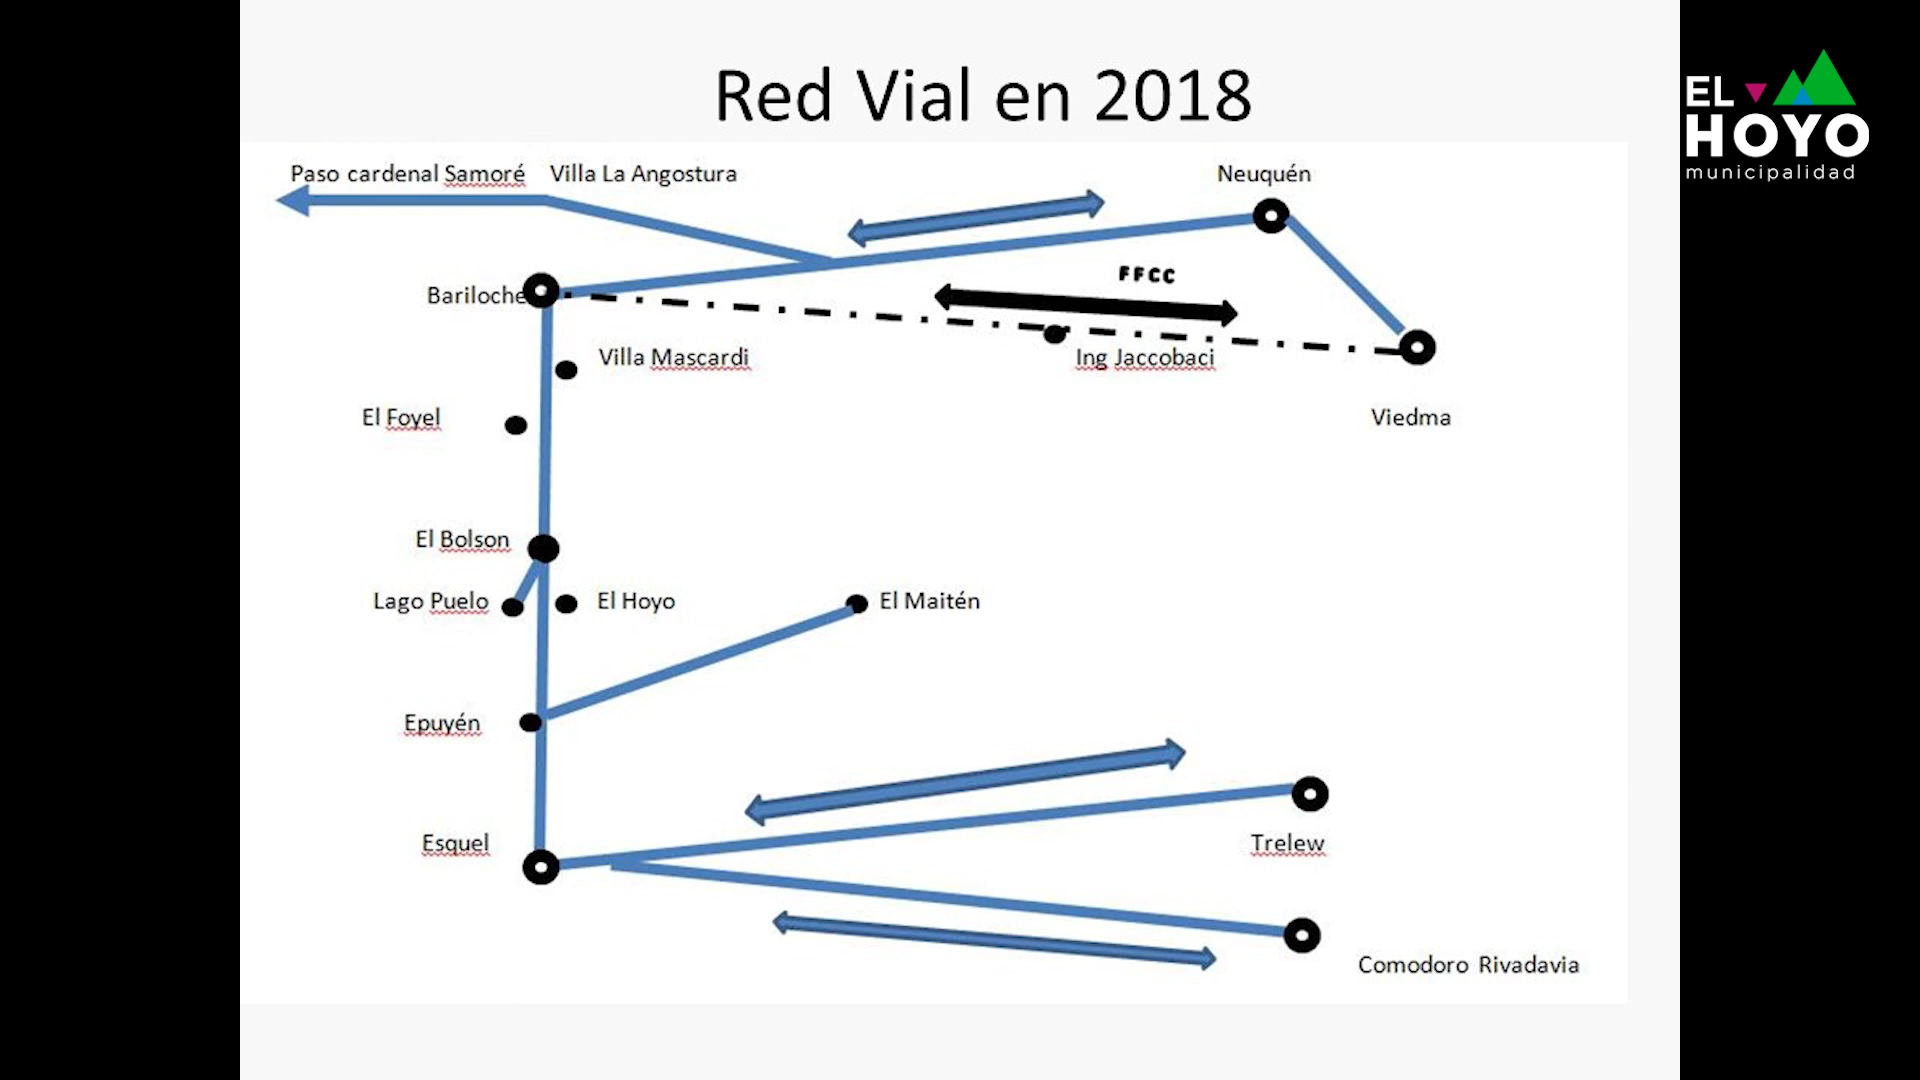 Red Vial en 2018
EL
HOYO
municipalidad
Paso cardenal Samoré
Villa La Angostura
Neuquén
FFCC
Bariloche
Villa Mascardi
Ing Jaccobaci
El Foyel
Viedma
El Bolson
Lago Puelo
El Hoyo
El Maitén
Epuyén
Esquel
Trelew
Comodoro Rivadavia